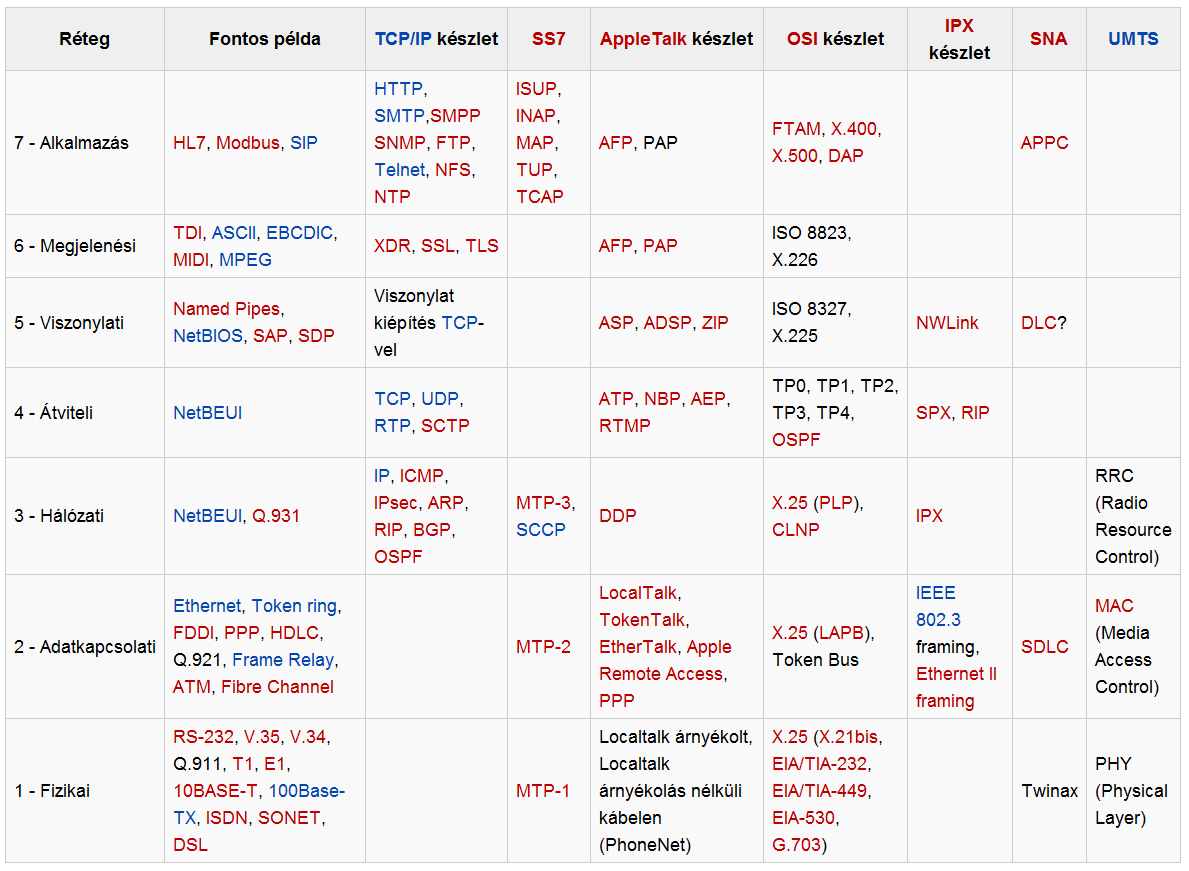 Réteg
Fontos példa
TCP/IP készlet
SS7
AppleTalk készlet
OSI készlet
IPX
készlet
SNA
UMTS
7 - Alkalmazás
HL7, Modbus, SIP
HTTP,
SMTP,SMPP
SNMP, FTP,
Telnet, NFS,
NTP
ISUP,
INAP,
MAP,
TUP,
TCAP
AFP, PAP
FTAM, X.400,
X.500, DAP
APPC
6 - Megjelenési
TDI, ASCII, EBCDIC,
MIDI, MPEG
XDR, SSL, TLS
AFP, PAP
ISO 8823,
X.226
5 - Viszonylati
Named Pipes,
NetBIOS, SAP, SDP
Viszonylat
kiépítés TCP-
vel
ASP, ADSP, ZIP
ISO 8327,
X.225
NWLink
DLC?
4 - Átviteli
NetBEUI
TCP, UDP,
RTP, SCTP
ATP, NBP, AEP,
RTMP
TP0, TP1, TP2,
TP3, TP4,
OSPF
SPX, RIP
3 - Hálózati
NetBEUI, Q.931
IP, ICMP,
IPsec, ARP,
RIP, BGP,
OSPF
MTP-3,
SCCP
DDP
X.25 (PLP),
CLNP
IPX
RRC
(Radio
Resource
Control)
2 - Adatkapcsolati
Ethernet, Token ring,
FDDI, PPP, HDLC,
Q.921, Frame Relay,
ATM, Fibre Channel
MTP-2
LocalTalk,
TokenTalk,
EtherTalk, Apple
Remote Access,
PPP
X.25 (LAPB),
Token Bus
IEEE
802.3
framing,
Ethernet II
framing
SDLC
MAC
(Media
Access
Control)
1 - Fizikai
RS-232, V.35, V.34,
Q.911, T1, E1,
10BASE-T, 100Base-
TX, ISDN, SONET,
DSL
MTP-1
Localtalk árnyékolt,
Localtalk
árnyékolás nélküli
kábelen
(PhoneNet)
X.25 (X.21bis,
EIA/TIA-232,
EIA/TIA-449,
EIA-530,
G.703)
Twinax
PHY
(Physical
Layer)